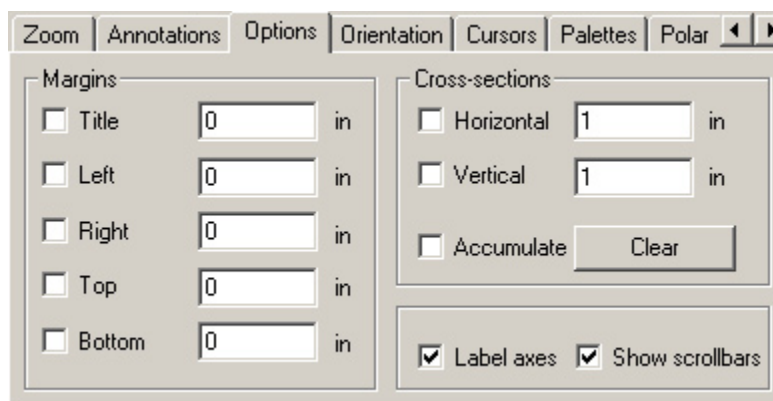 Zoom Annotations Options Orientation Cursors Palettes Polar
Margins
Title 0 in
Left 0 in
Right 0 in
Top 0 in
Bottom 0 in
Cross-sections
Horizontal 1 in
Vertical 1 in
Accumulate Clear
Label axes Show scrollbars